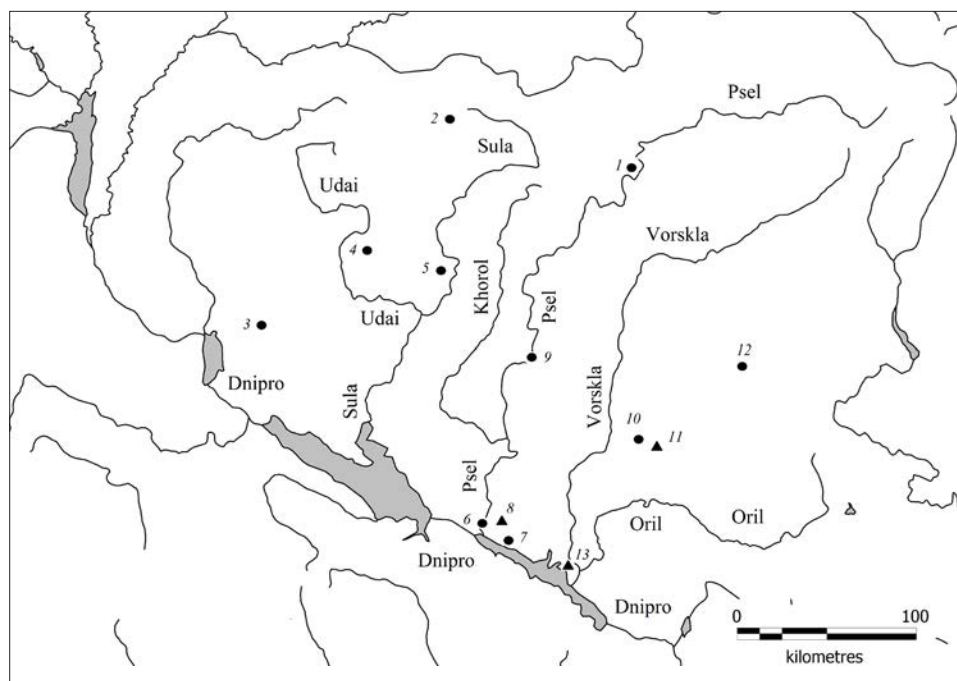 Psel
2
Sula
1
Udai
Vorskla
4
5
Khorol
Psel
Udai
3
9
12
Dnipro
Sula
Vorskla
10
11
Psel
8
6
7
Oril
Oril
Dnipro
13
Dnipro
0
100
kilometres